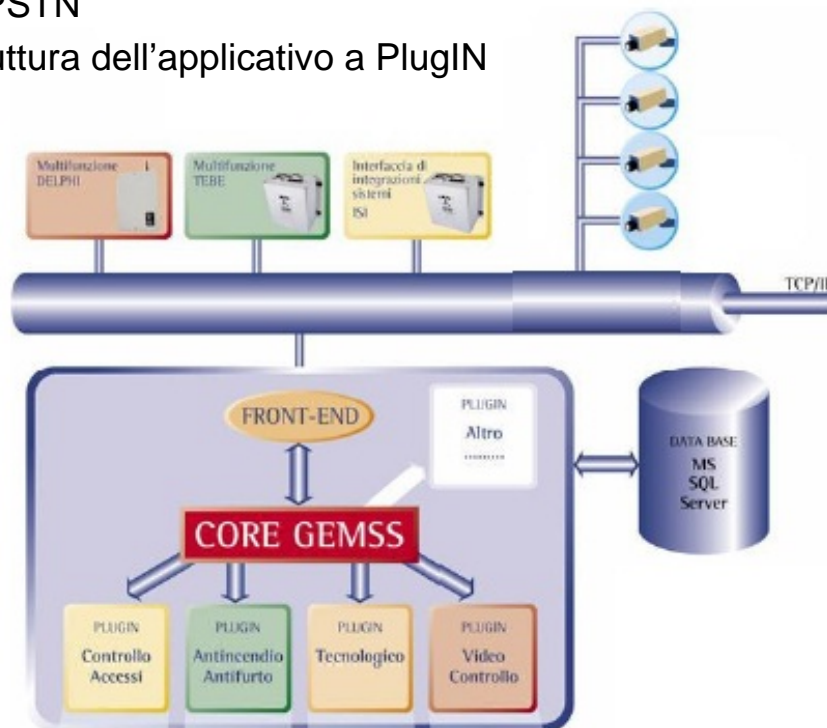 PSTN
uttura dell’applicativo a PlugIN
Multifunzione
DELPHI
Multifunzione
TEBE
Interfaccia di
integrazioni
sistemi
ISI
TCP/I
FRONT-END
PLUGIN
Altro
.........
DATA BASE
MS
SQL
Server
CORE GEMSS
PLUGIN
Controllo
Accessi
PLUGIN
Antincendio
Antifurto
PLUGIN
Tecnologico
PLUGIN
Video
Controllo